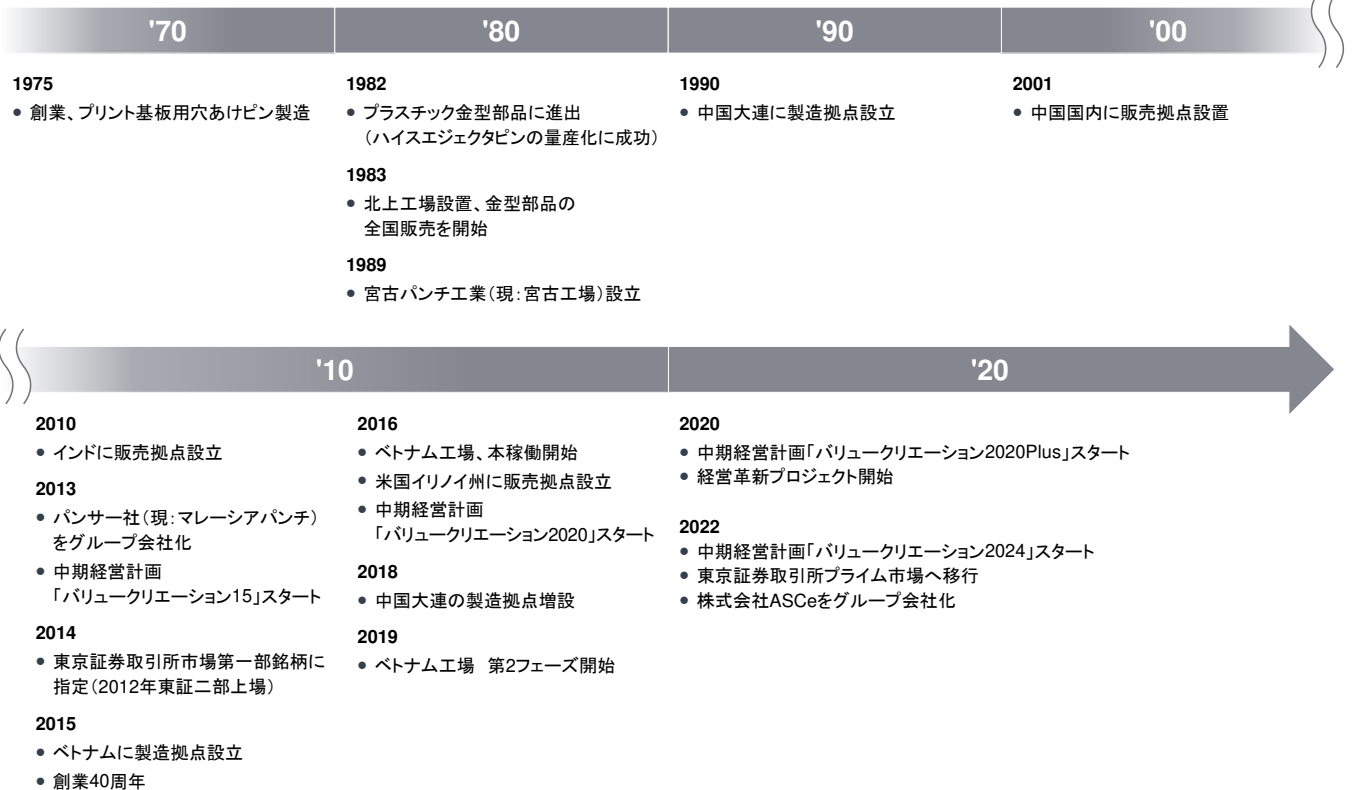 '70
'80
'90
'00
1975
● 創業、プリント基板用穴あけピン製造
1982
● プラスチック金型部品に進出
（ハイスエジェクタピンの量産化に成功）
1983
● 北上工場設置、金型部品の
全国販売を開始
1989
● 宮古パンチ工業（現：宮古工場）設立
1990
● 中国大連に製造拠点設立
2001
● 中国国内に販売拠点設置
'10
'20
2010
● インドに販売拠点設立
2013
● パンサー社（現：マレーシアパンチ）
をグループ会社化
● 中期経営計画
「バリュークリエーション15」スタート
2014
● 東京証券取引所市場第一部銘柄に
指定（2012年東証二部上場）
2015
● ベトナムに製造拠点設立
● 創業40周年
2016
● ベトナム工場、本稼働開始
● 米国イリノイ州に販売拠点設立
● 中期経営計画
「バリュークリエーション2020」スタート
2018
● 中国大連の製造拠点増設
2019
● ベトナム工場　第2フェーズ開始
2020
● 中期経営計画「バリュークリエーション2020Plus」スタート
● 経営革新プロジェクト開始
2022
● 中期経営計画「バリュークリエーション2024」スタート
● 東京証券取引所プライム市場へ移行
● 株式会社ASCeをグループ会社化